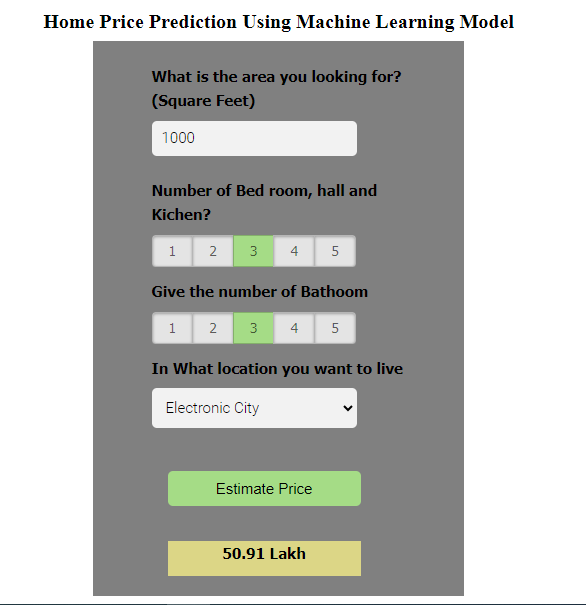 Home Price Prediction Using Machine Learning Model
What is the area you looking for?
(Square Feet)
1000
Number of Bed room, hall and
Kichen?
1 2 3 4 5
Give the number of Bathoom
1 2 3 4 5
In What location you want to live
Electronic City
Estimate Price
50.91 Lakh